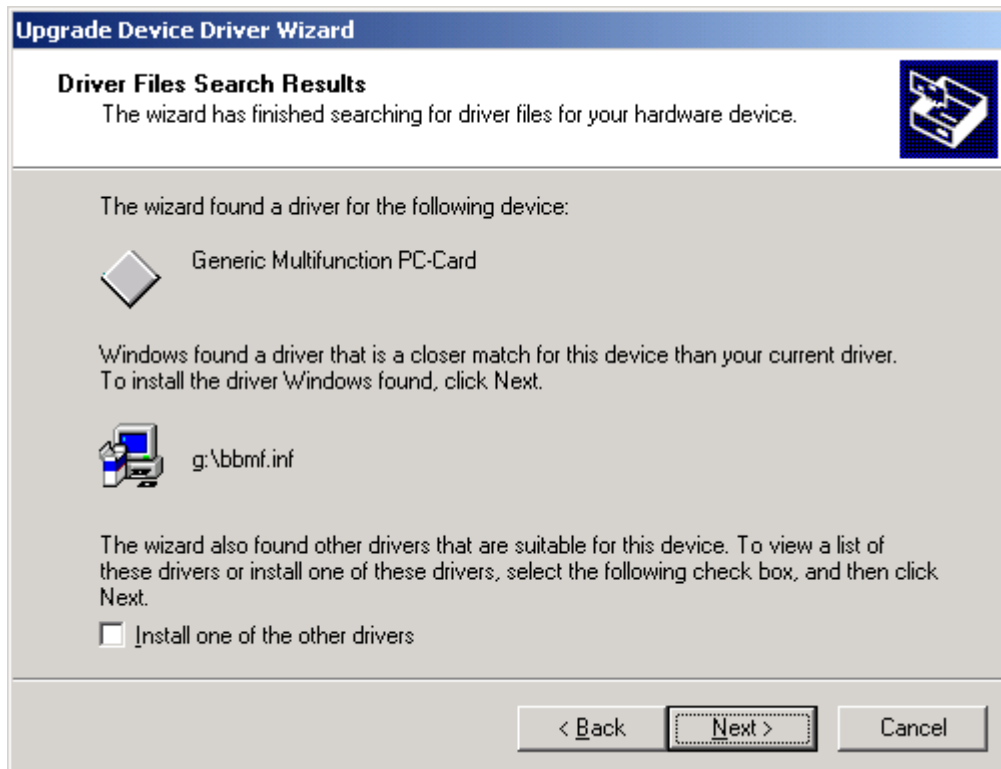 Upgrade Device Driver Wizard
Driver Files Search Results
The wizard has finished searching for driver files for your hardware device.
The wizard found a driver for the following device:
Generic Multifunction PC-Card
Windows found a driver that is a closer match for this device than your current driver.
To install the driver Windows found, click Next.
g:\bbmf.inf
The wizard also found other drivers that are suitable for this device. To view a list of
these drivers or install one of these drivers, select the following check box, and then click
Next.
Install one of the other drivers
< Back Next > Cancel